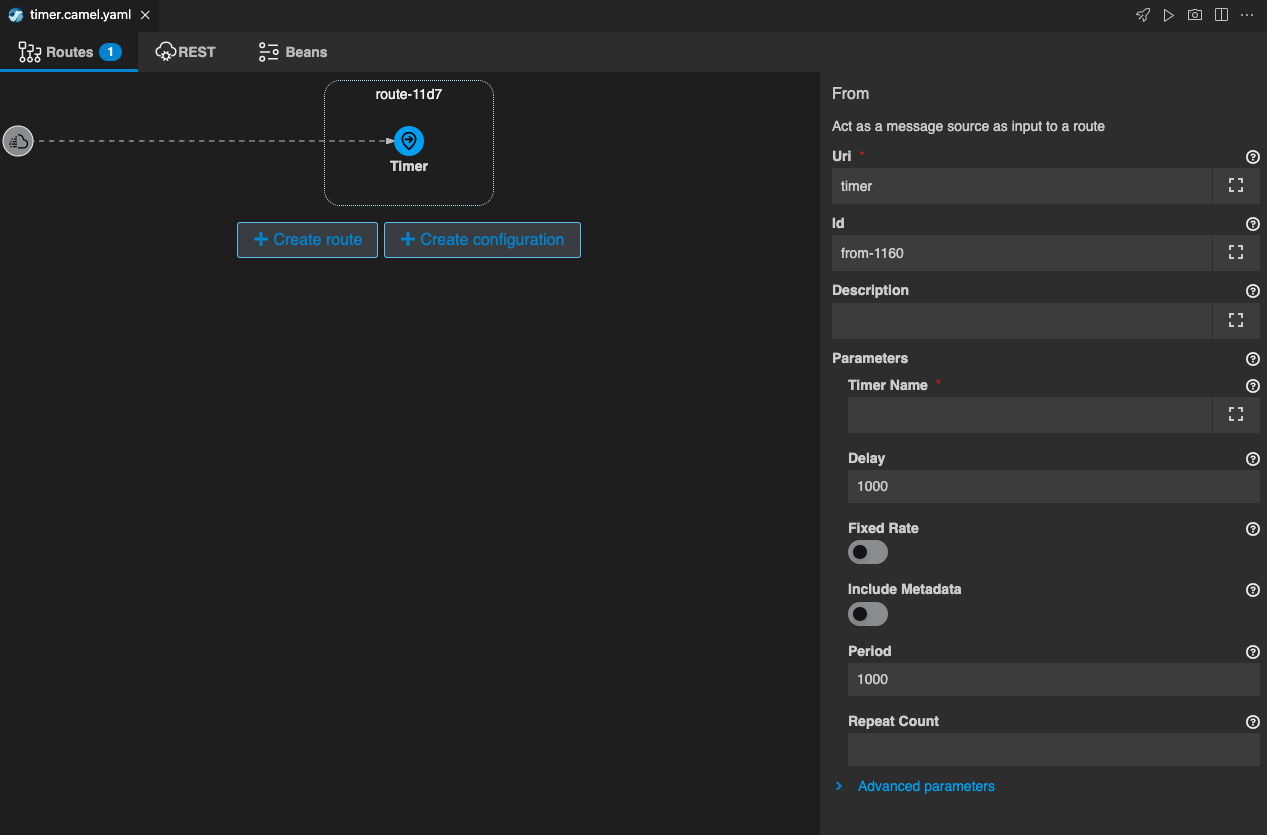 timer.camel.yaml
Routes 1 REST Beans
route-11d7
Timer
Create route Create configuration
From
Act as a message source as input to a route
Uri *
timer
Id
from-1160
Description
Parameters
Timer Name *
Delay
1000
Fixed Rate
Include Metadata
Period
1000
Repeat Count
Advanced parameters